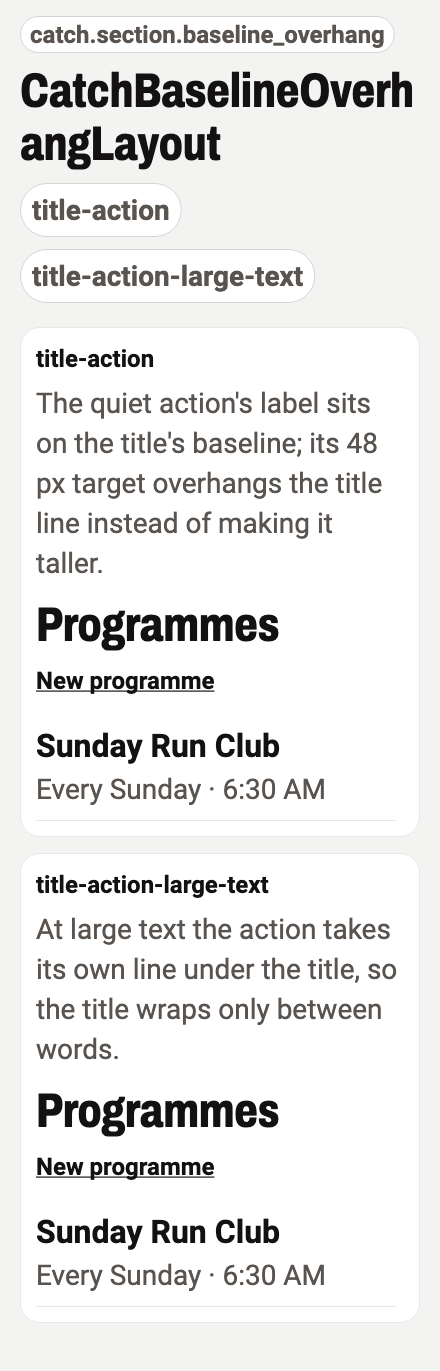 catch.section.baseline_overhang
CatchBaselineOverh
angLayout
title-action
title-action-large-text
title-action
The quiet action's label sits
on the title's baseline; its 48
px target overhangs the title
line instead of making it
taller.
Programmes
New programme
Sunday Run Club
Every Sunday · 6:30 AM
title-action-large-text
At large text the action takes
its own line under the title, so
the title wraps only between
words.
Programmes
New programme
Sunday Run Club
Every Sunday · 6:30 AM